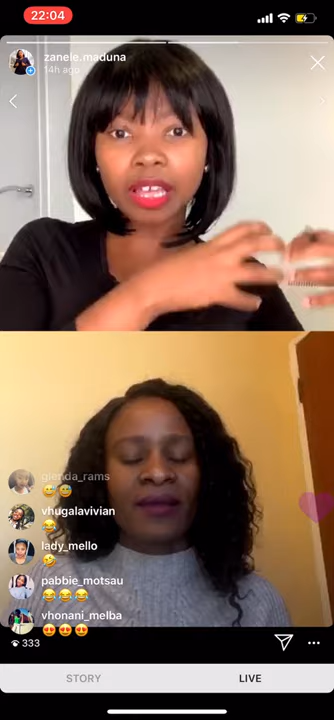 22:04
zanele.maduna
14h ago
glenda_rams
😅😅
vhugalavivian
😂
lady_mello
🤣
pabbie_motsau
😂😂😂
vhonani_melba
😍😍😍
333
STORY LIVE